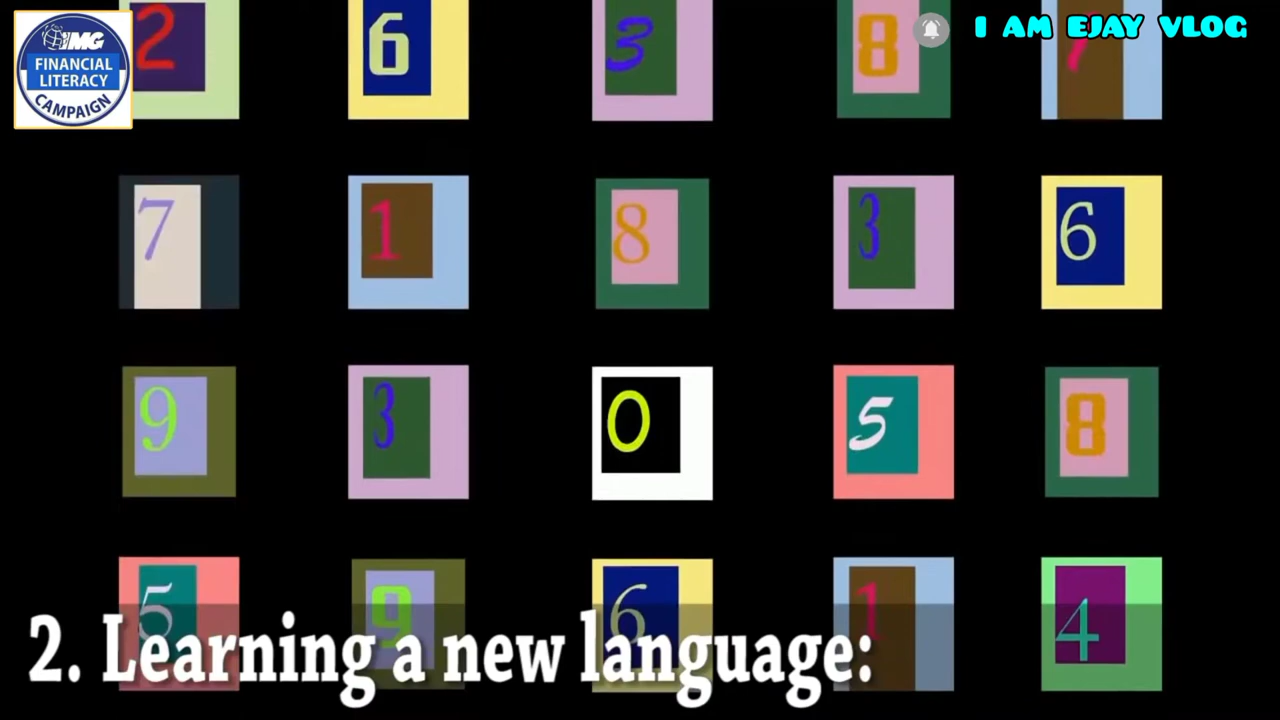 IMG
FINANCIAL
LITERACY
CAMPAIGN
I AM EJAY VLOG
2 6 3 8 7
7 1 8 3 6
9 3 0 5 8
5 9 6 1 4
2. Learning a new language: